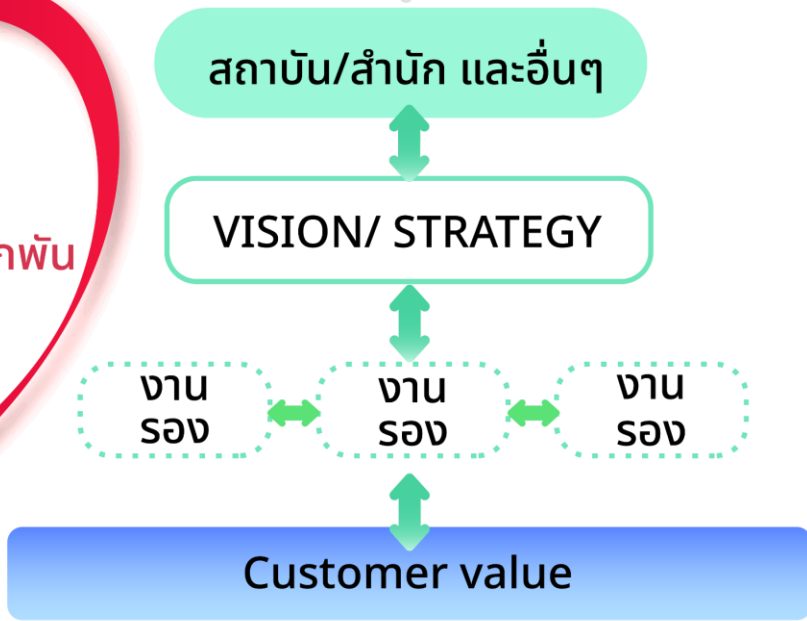 สถาบัน/สำนัก และอื่นๆ
VISION/ STRATEGY
งาน
รอง
งาน
รอง
งาน
รอง
Customer value